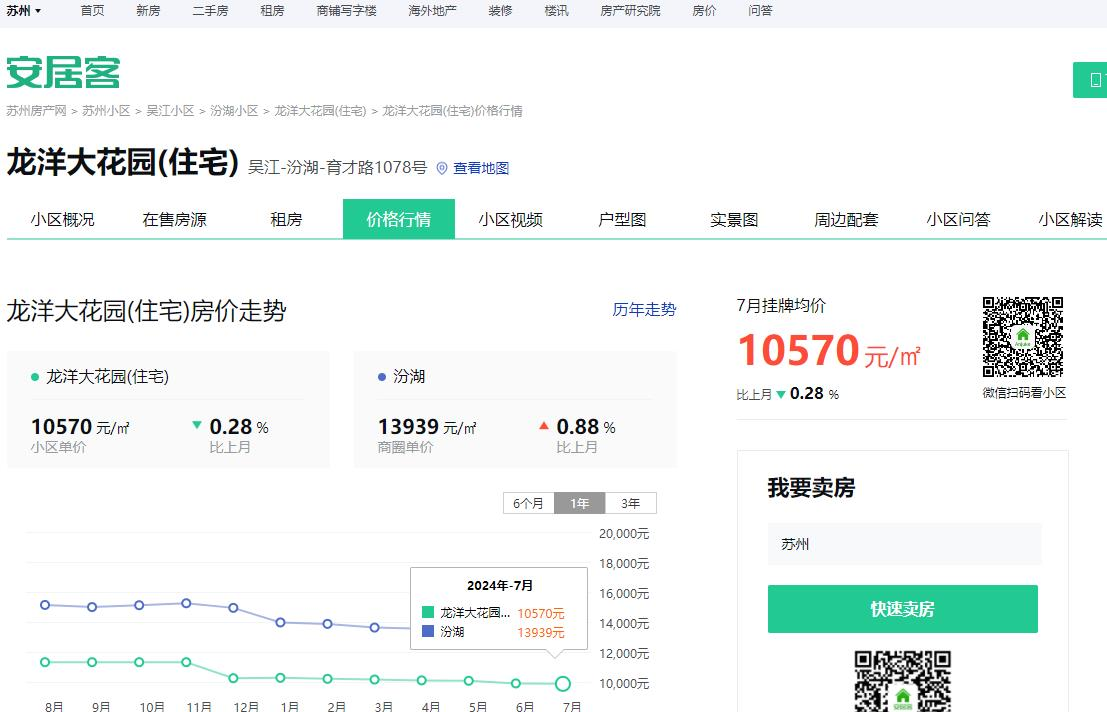 苏州 首页 新房 二手房 租房 商铺写字楼 海外地产 装修 楼讯 房产研究院 房价 问答
安居客
苏州房产网 > 苏州小区 > 吴江小区 > 汾湖小区 > 龙洋大花园(住宅) > 龙洋大花园(住宅)价格行情
龙洋大花园(住宅) 吴江-汾湖-育才路1078号 查看地图
小区概况 在售房源 租房 价格行情 小区视频 户型图 实景图 周边配套 小区问答 小区解读
龙洋大花园(住宅)房价走势 历年走势
龙洋大花园(住宅)
10570 元/㎡ 0.28 %
小区单价 比上月
汾湖
13939 元/㎡ 0.88 %
商圈单价 比上月
6个月 1年 3年
20,000元
18,000元
16,000元
14,000元
12,000元
10,000元
2024年-7月
龙洋大花园... 10570元
汾湖 13939元
8月 9月 10月 11月 12月 1月 2月 3月 4月 5月 6月 7月
7月挂牌均价
10570 元/㎡
比上月 0.28 %
微信扫码看小区
我要卖房
苏州
快速卖房